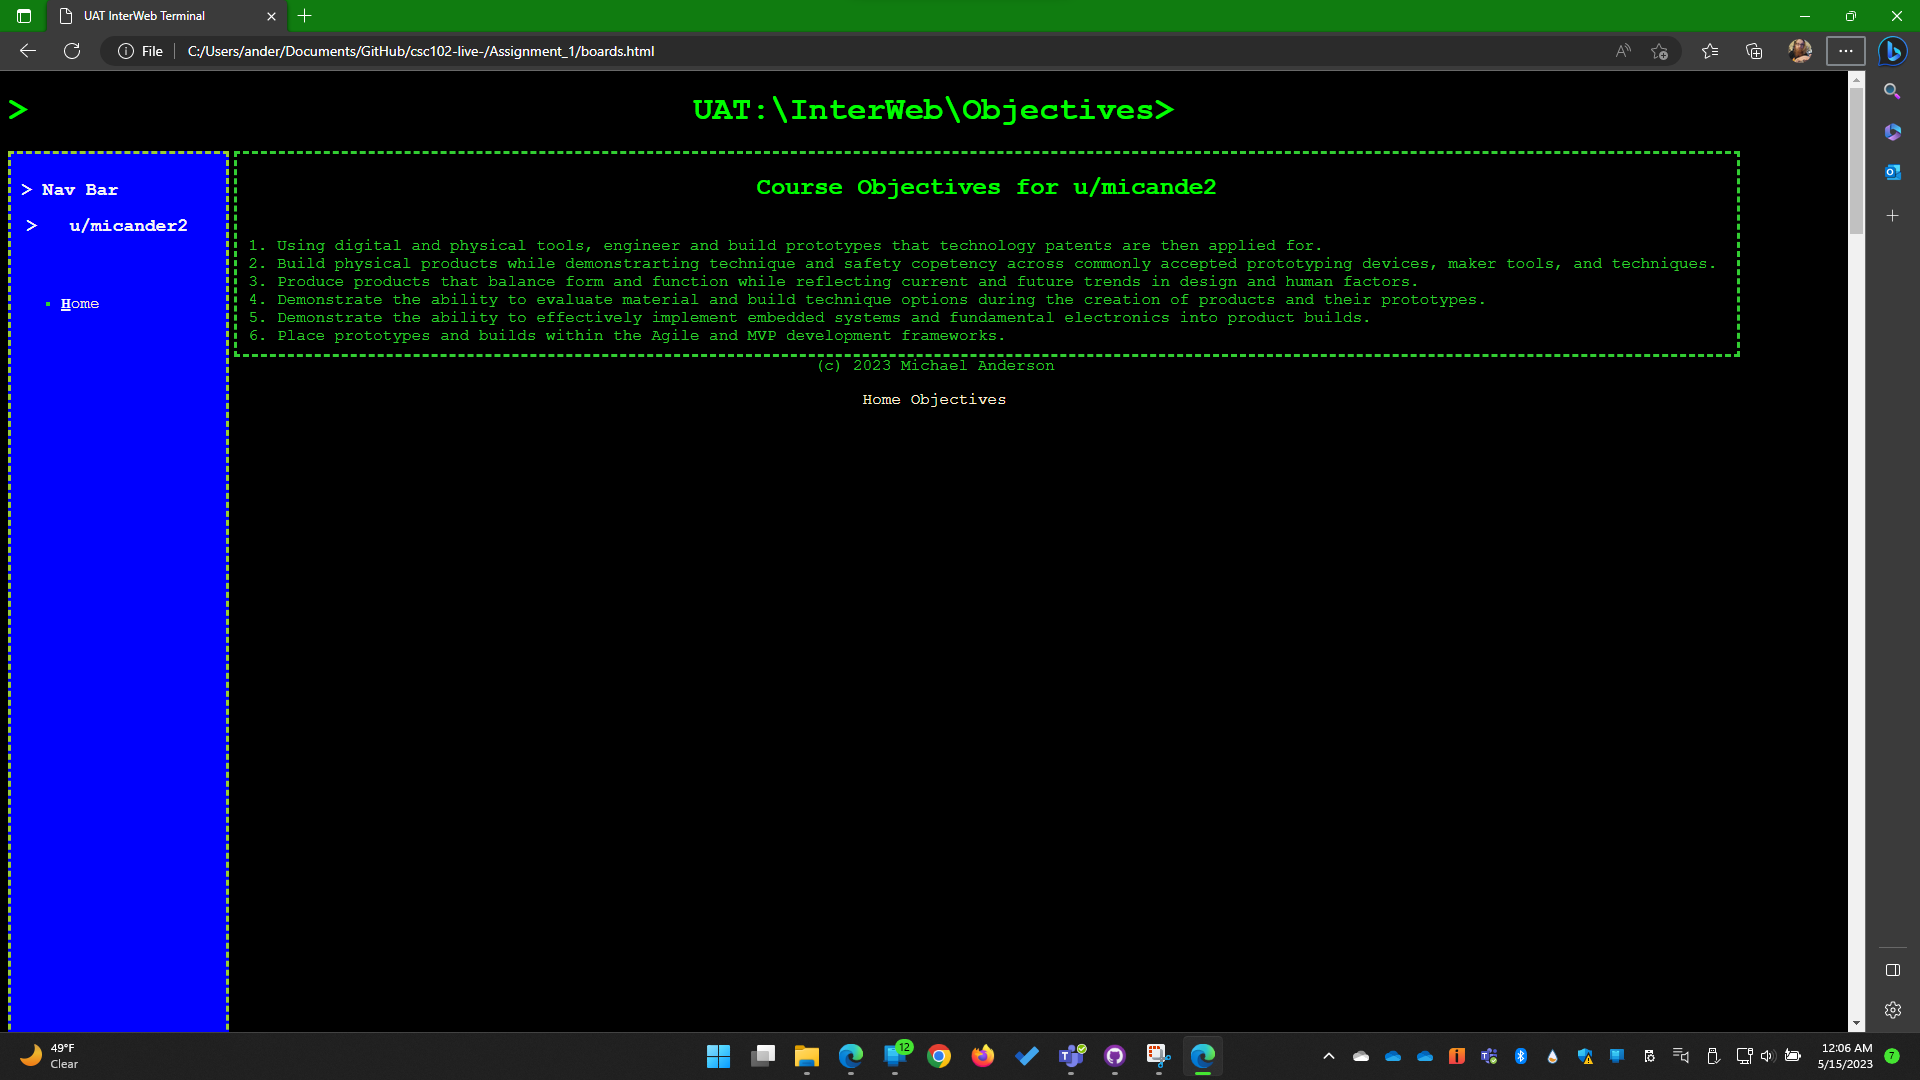 UAT InterWeb Terminal
File
C:/Users/ander/Documents/GitHub/csc102-live-/Assignment_1/boards.html
>
UAT:\InterWeb\Objectives>
> Nav Bar
> u/micander2
Home
Course Objectives for u/micande2
1. Using digital and physical tools, engineer and build prototypes that technology patents are then applied for.
2. Build physical products while demonstrarting technique and safety copetency across commonly accepted prototyping devices, maker tools, and techniques.
3. Produce products that balance form and function while reflecting current and future trends in design and human factors.
4. Demonstrate the ability to evaluate material and build technique options during the creation of products and their prototypes.
5. Demonstrate the ability to effectively implement embedded systems and fundamental electronics into product builds.
6. Place prototypes and builds within the Agile and MVP development frameworks.
(c) 2023 Michael Anderson
Home Objectives
49°F
Clear
12
12:06 AM
5/15/2023
7